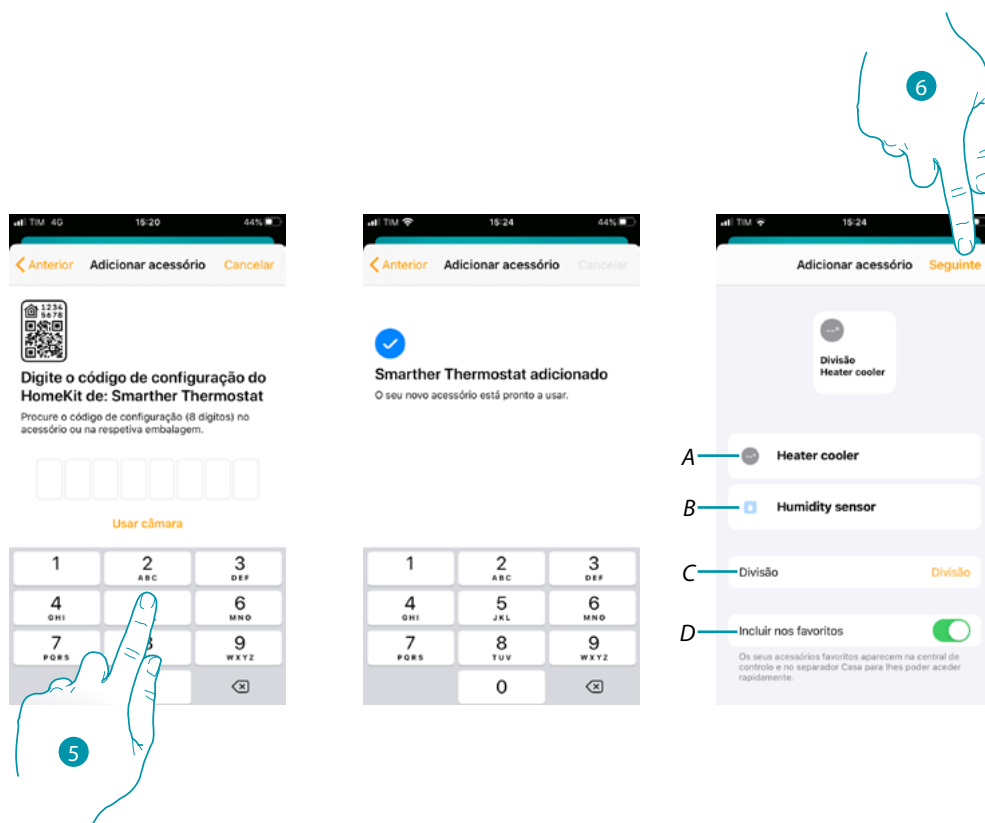 6
TIM 4G 15:20 44%
Anterior Adicionar acessório Cancelar
1234
5678
Digite o código de configuração do
HomeKit de: Smarther Thermostat
Procure o código de configuração (8 dígitos) no
acessório ou na respetiva embalagem.
Usar câmara
1 2 3
ABC DEF
4 6
GHI MNO
7 9
PQRS WXYZ
5
TIM 15:24 44%
Anterior Adicionar acessório Cancelar
Smarther Thermostat adicionado
O seu novo acessório está pronto a usar.
1 2 3
ABC DEF
4 5 6
GHI JKL MNO
7 8 9
PQRS TUV WXYZ
0
TIM 15:24
Adicionar acessório Seguinte
Divisão
Heater cooler
A Heater cooler
B Humidity sensor
C Divisão Divisão
D Incluir nos favoritos
Os seus acessórios favoritos aparecem na central de
controlo e no separador Casa para lhes poder aceder
rapidamente.